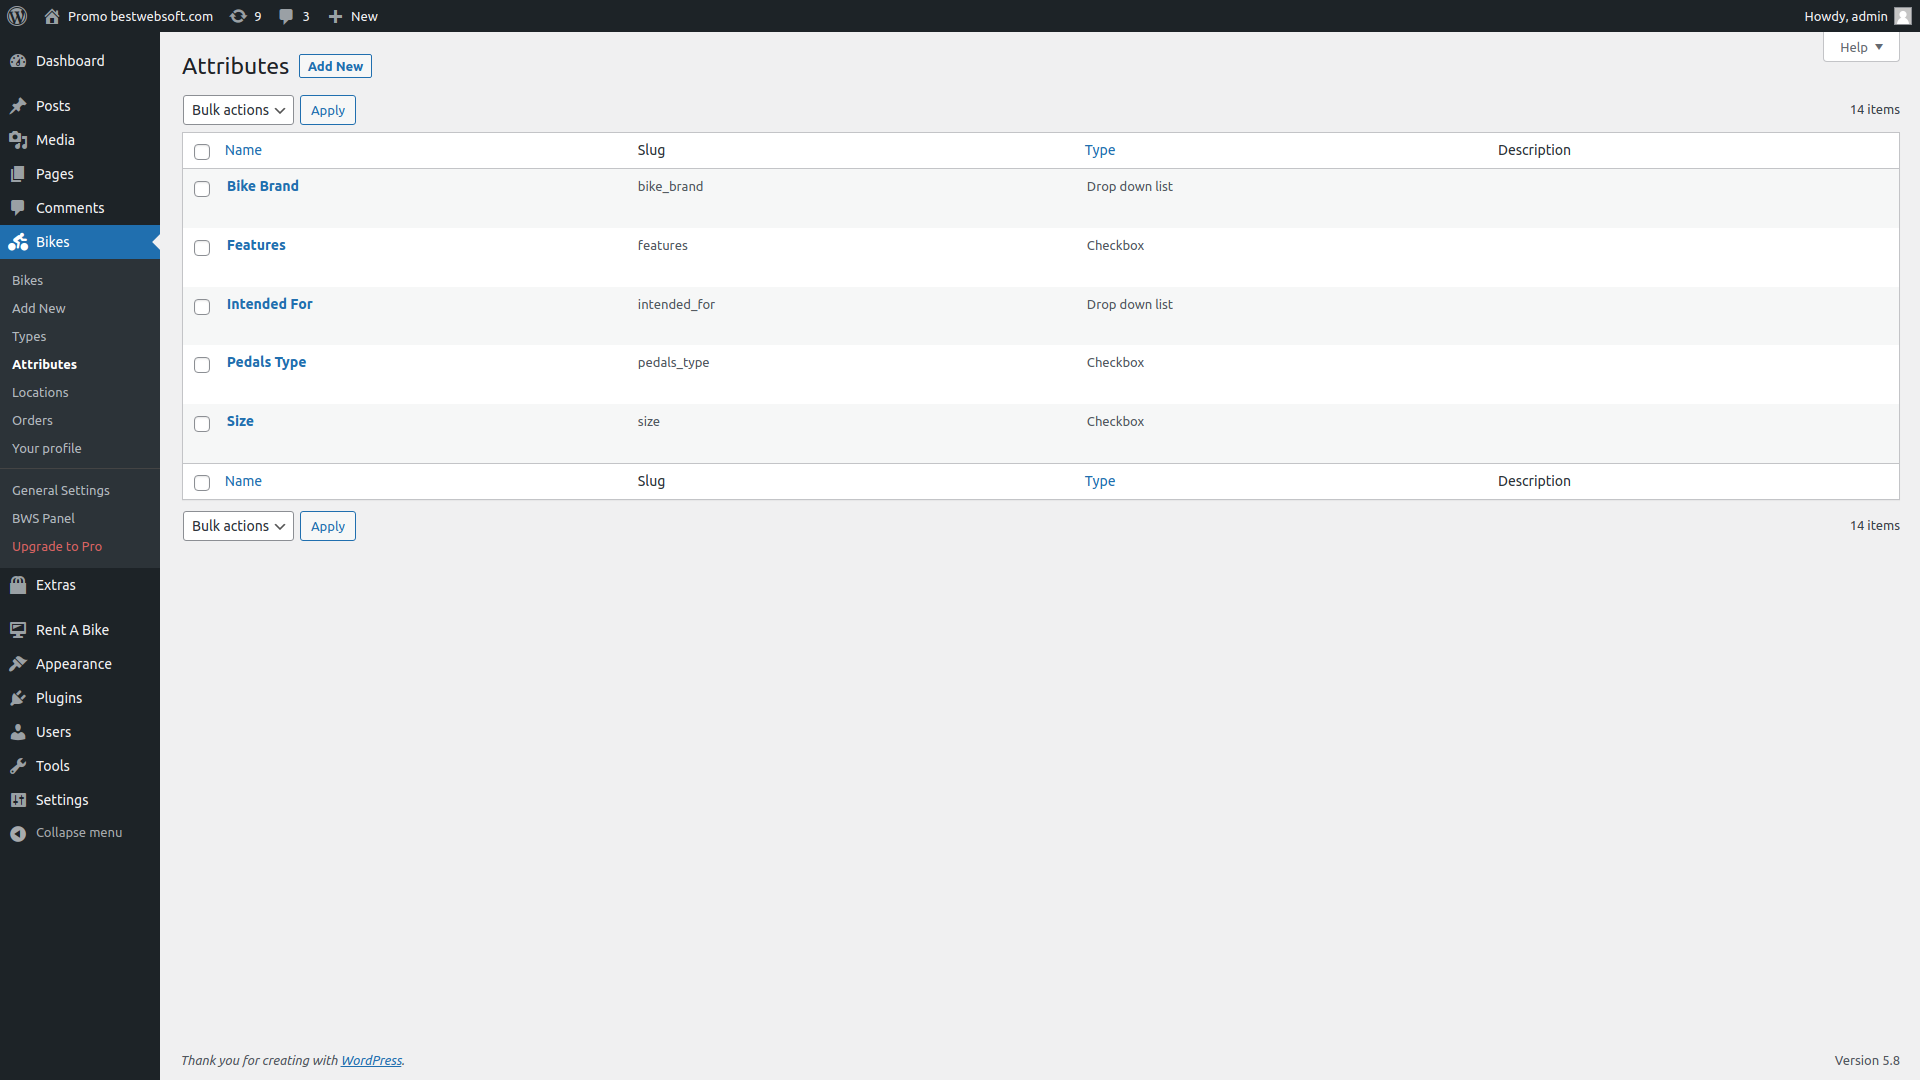 Promo bestwebsoft.com 9 3 New Howdy, admin
Help
Dashboard
Posts
Media
Pages
Comments
Bikes
Bikes
Add New
Types
Attributes
Locations
Orders
Your profile
General Settings
BWS Panel
Upgrade to Pro
Extras
Rent A Bike
Appearance
Plugins
Users
Tools
Settings
Collapse menu
Attributes Add New
Bulk actions Apply 14 items
Name Slug Type Description
Bike Brand bike_brand Drop down list
Features features Checkbox
Intended For intended_for Drop down list
Pedals Type pedals_type Checkbox
Size size Checkbox
Name Slug Type Description
Bulk actions Apply 14 items
Thank you for creating with WordPress. Version 5.8